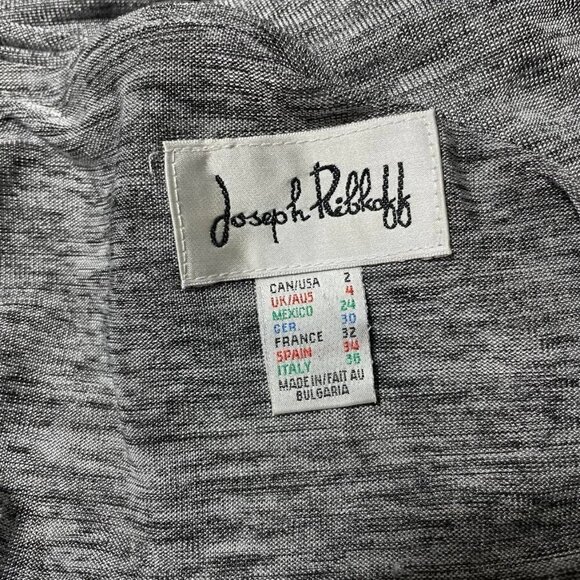 Joseph Ribkoff
CAN/USA 2
UK/AUS 4
MEXICO 24
GER. 30
FRANCE 32
SPAIN 34
ITALY 36
MADE IN/FAIT AU
BULGARIA